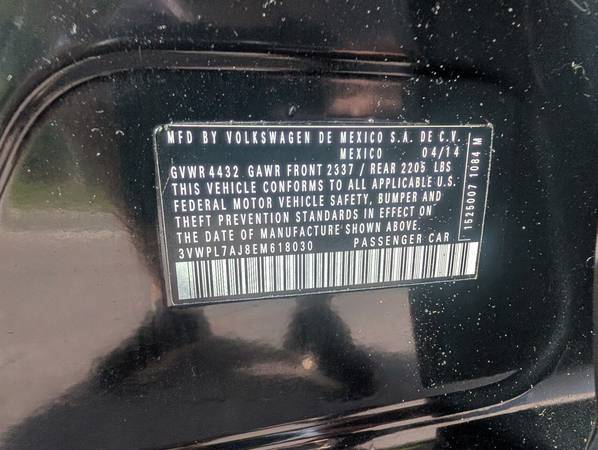 MFD BY VOLKSWAGEN DE MEXICO S.A. DE C.V.
MEXICO 04/14
GVWR 4432 GAWR FRONT 2337 / REAR 2205 LBS
THIS VEHICLE CONFORMS TO ALL APPLICABLE U.S.
FEDERAL MOTOR VEHICLE SAFETY, BUMPER AND
THEFT PREVENTION STANDARDS IN EFFECT ON
THE DATE OF MANUFACTURE SHOWN ABOVE.
3VWPL7AJ8EM618030 PASSENGER CAR
1525007 1084 M